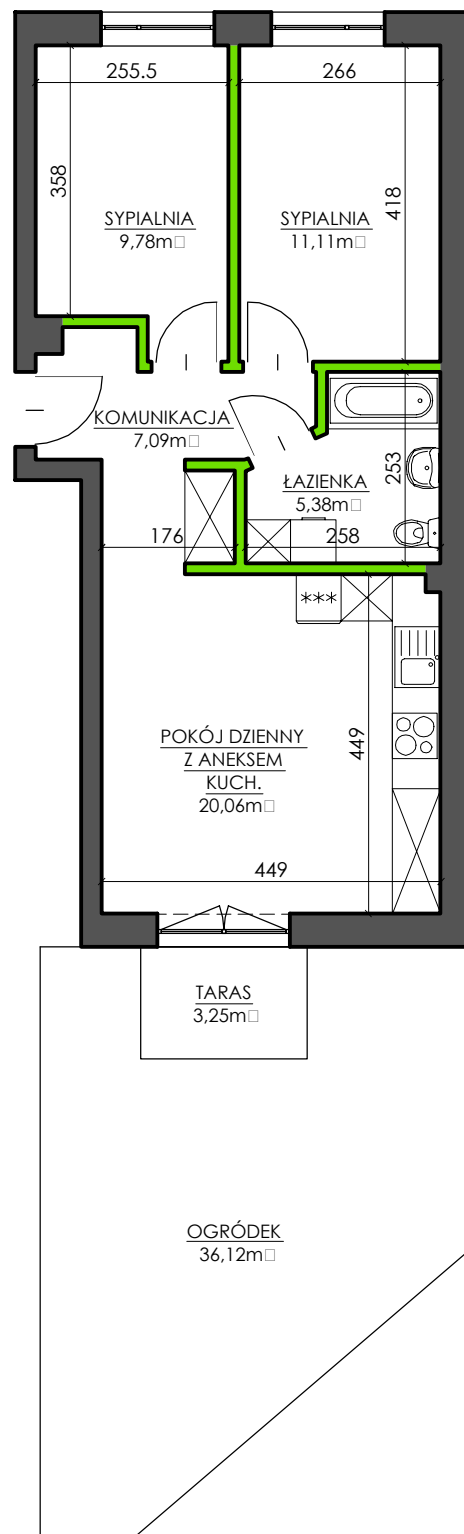 255.5
266
358
418
SYPIALNIA
9,78m□
SYPIALNIA
11,11m□
KOMUNIKACJA
7,09m□
ŁAZIENKA
5,38m□
253
176
258
***
POKÓJ DZIENNY
Z ANEKSEM
KUCH.
20,06m□
449
449
TARAS
3,25m□
OGRÓDEK
36,12m□